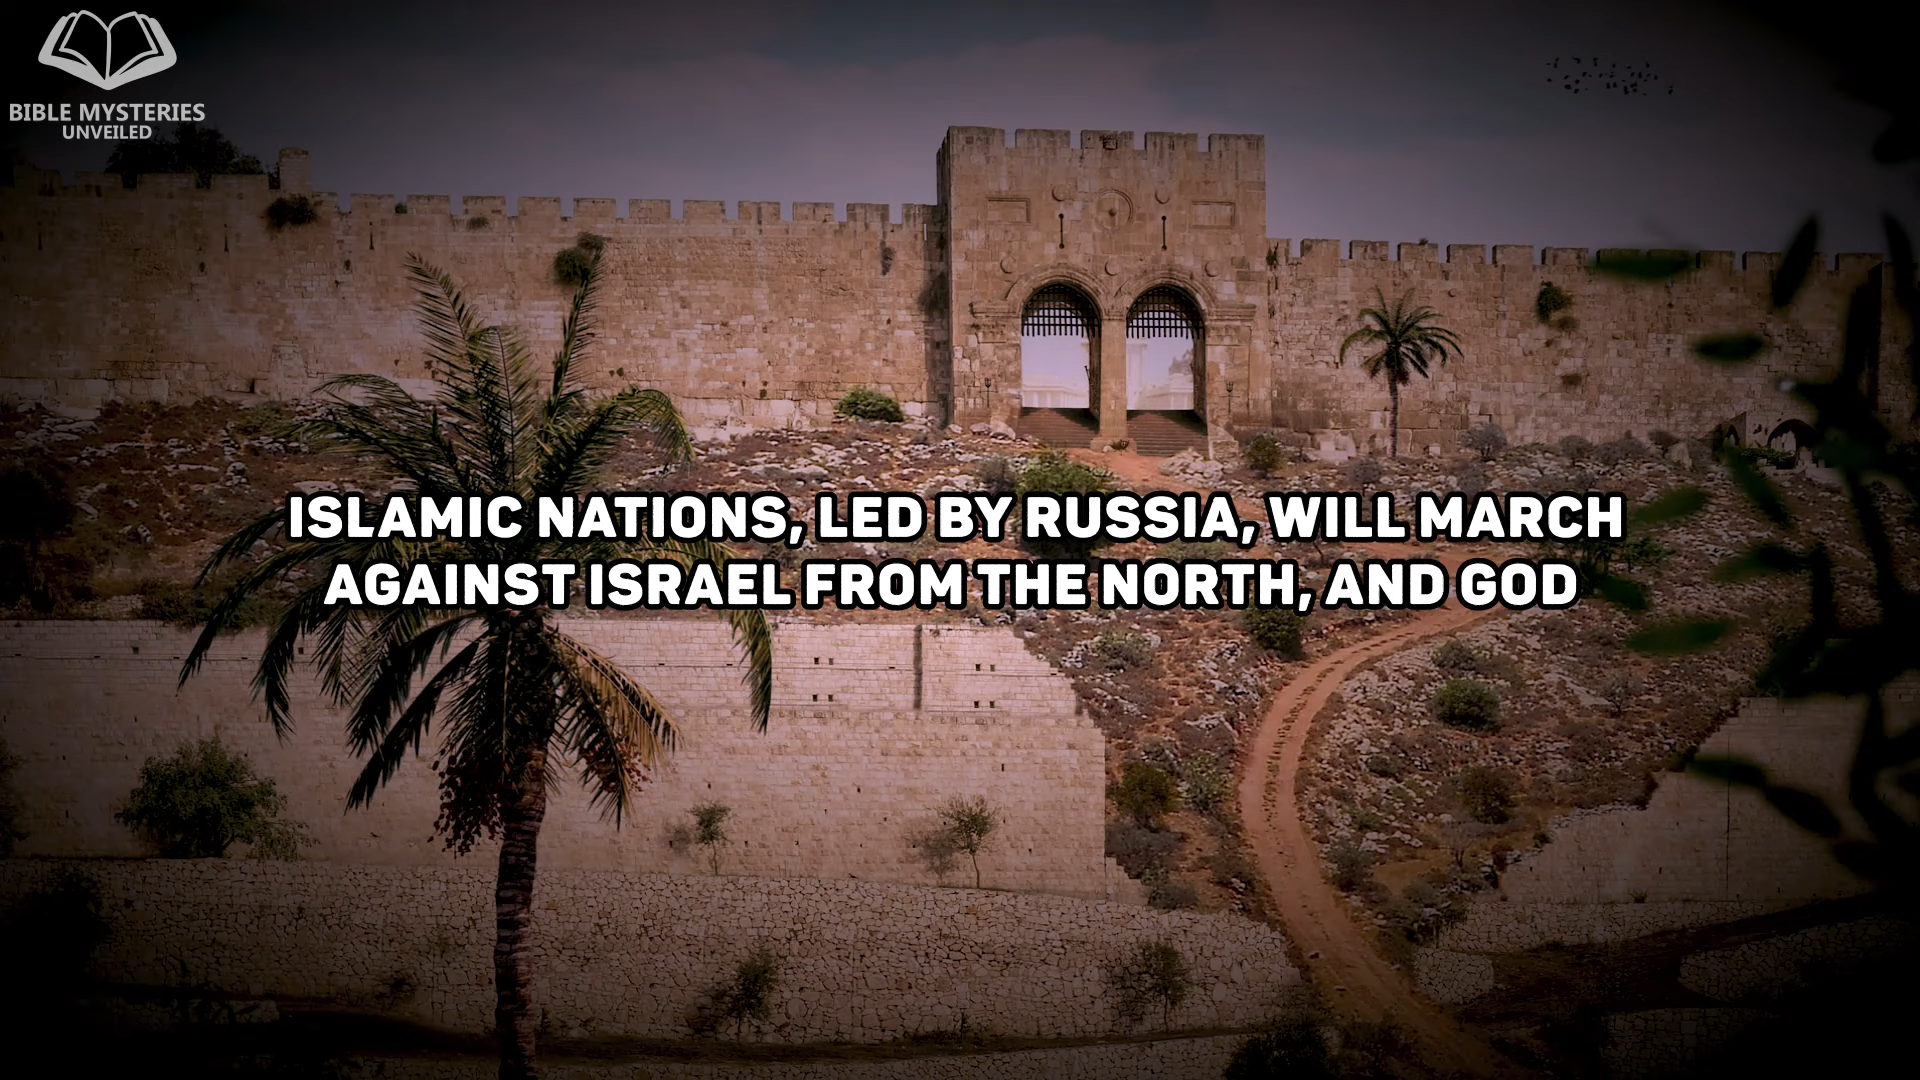 BIBLE MYSTERIES
UNVEILED
ISLAMIC NATIONS, LED BY RUSSIA, WILL MARCH
AGAINST ISRAEL FROM THE NORTH, AND GOD